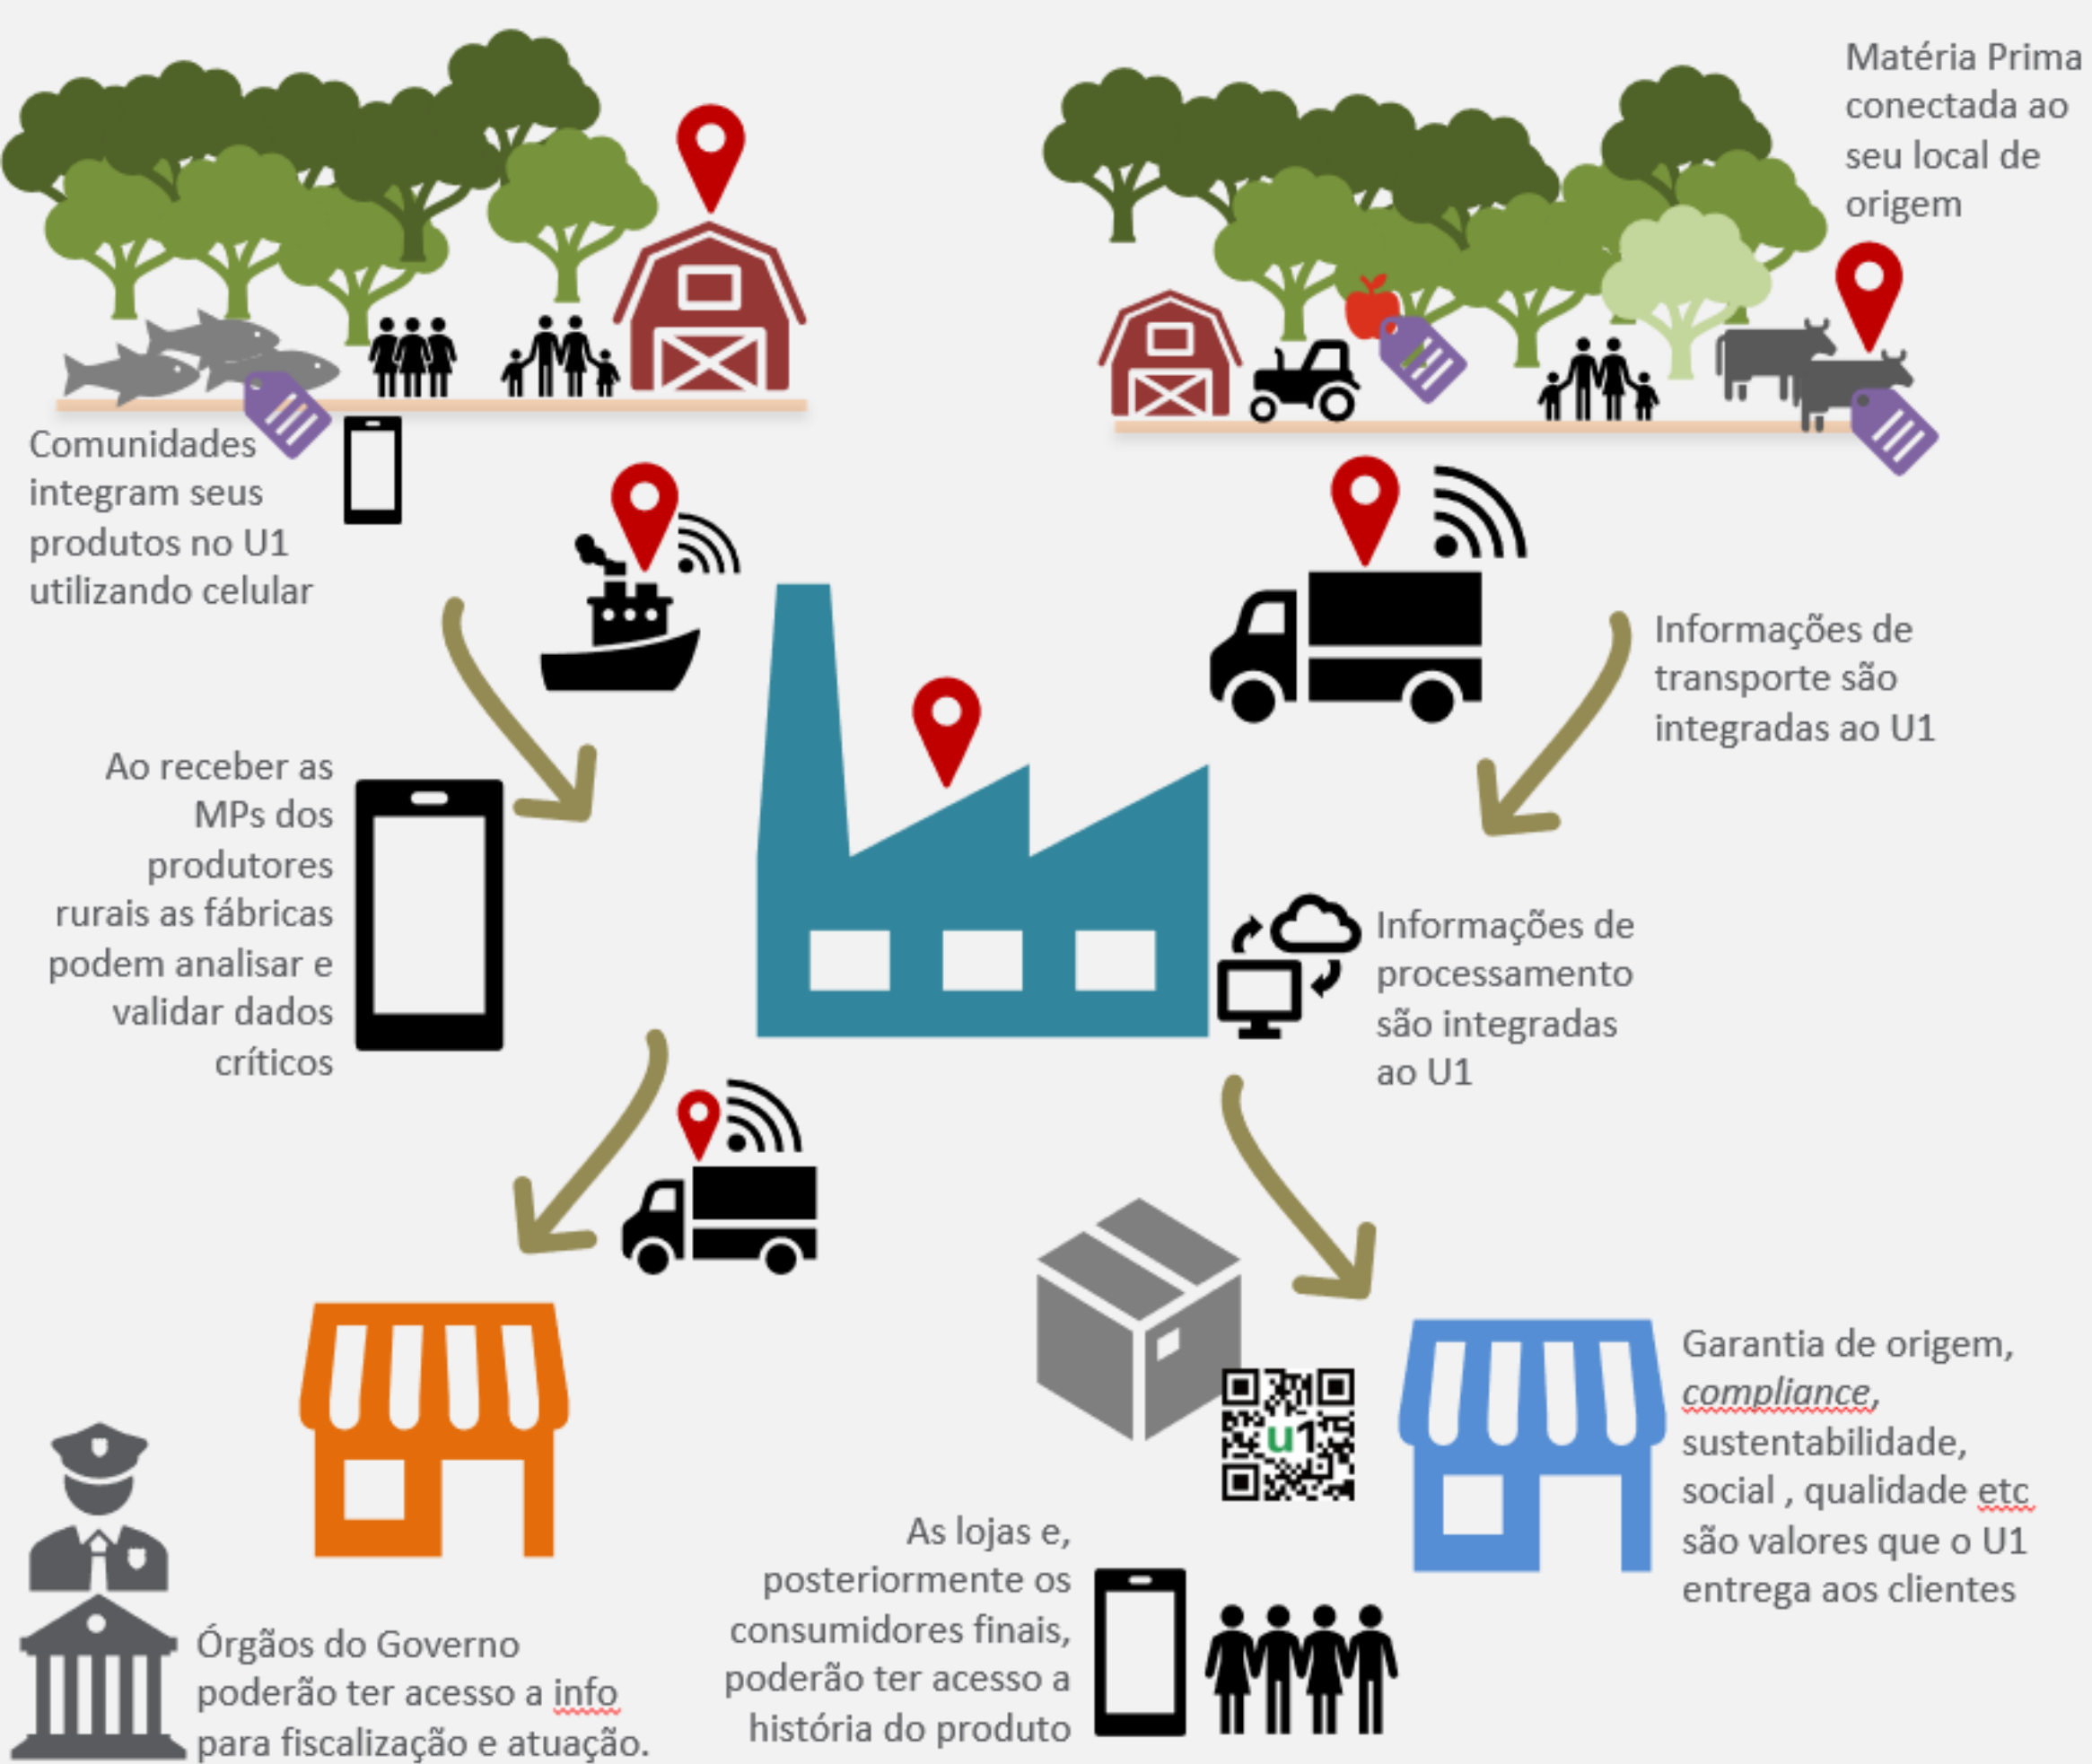 Matéria Prima
conectada ao
seu local de
origem
Comunidades
integram seus
produtos no U1
utilizando celular
Informações de
transporte são
integradas ao U1
Ao receber as
MPs dos
produtores
rurais as fábricas
podem analisar e
validar dados
críticos
Informações de
processamento
são integradas
ao U1
u1
Garantia de origem,
compliance,
sustentabilidade,
social , qualidade etc
são valores que o U1
entrega aos clientes
As lojas e,
posteriormente os
consumidores finais,
poderão ter acesso a
história do produto
Órgãos do Governo
poderão ter acesso a info
para fiscalização e atuação.